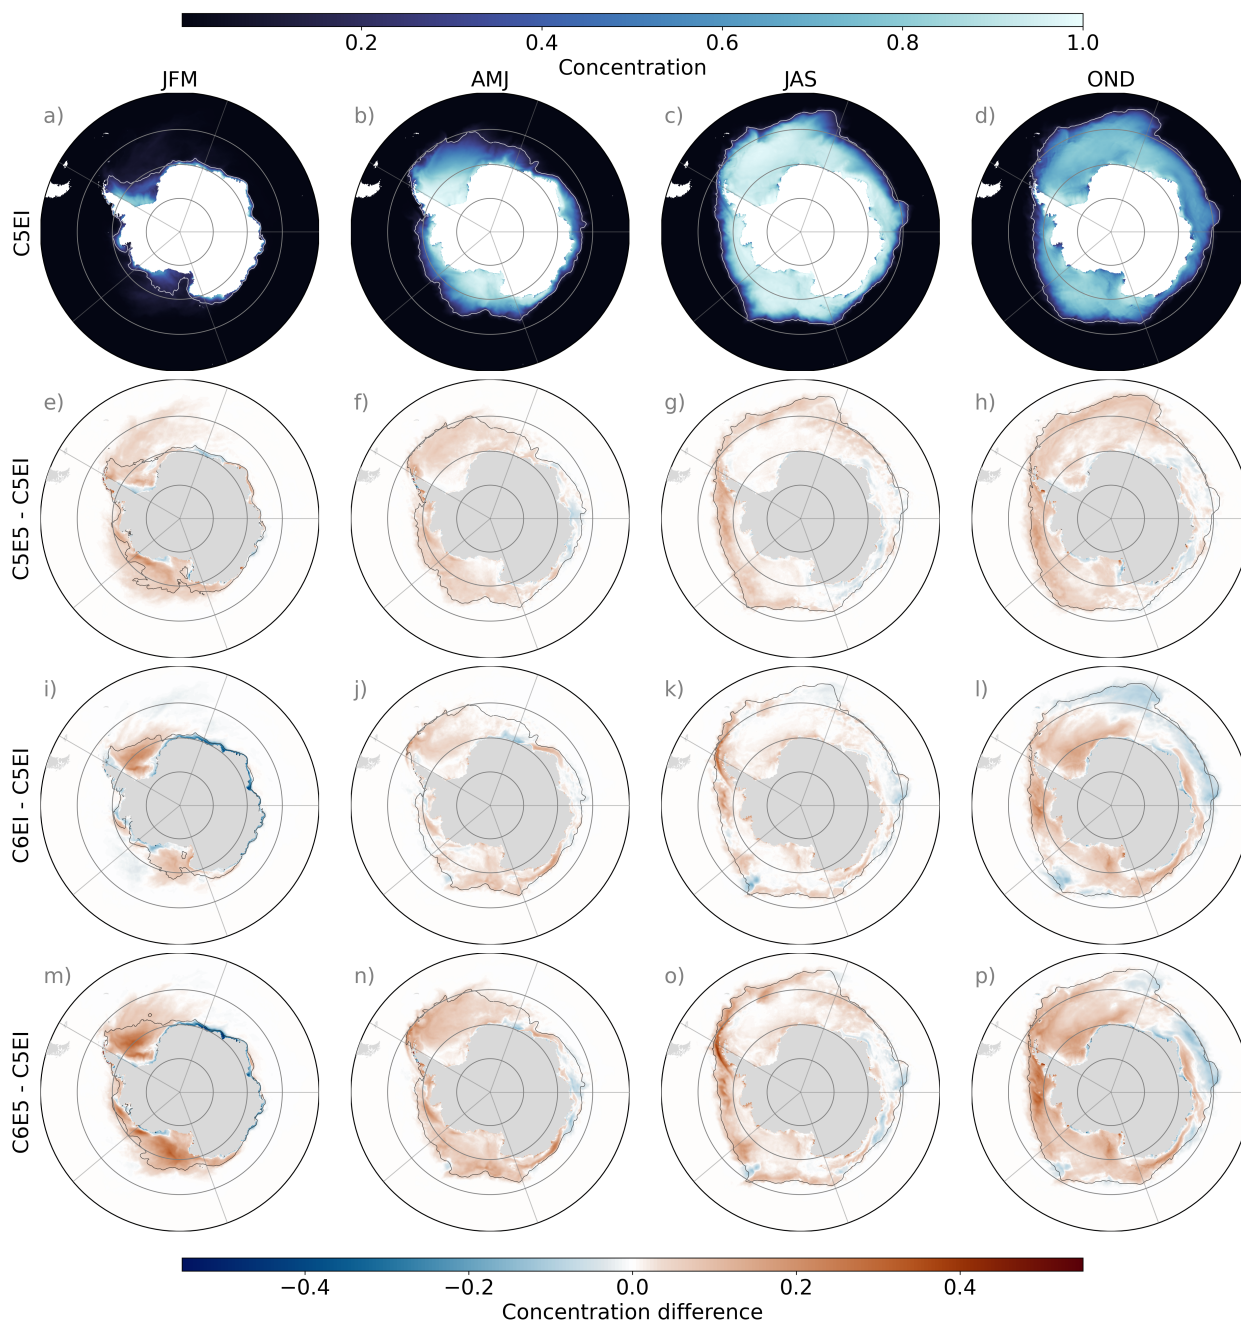 0.2 0.4 0.6 0.8 1.0
Concentration
JFM AMJ JAS OND
a) b) c) d)
C5EI
e) f) g) h)
C5E5 - C5EI
i) j) k) l)
C6EI - C5EI
m) n) o) p)
C6E5 - C5EI
−0.4 −0.2 0.0 0.2 0.4
Concentration difference